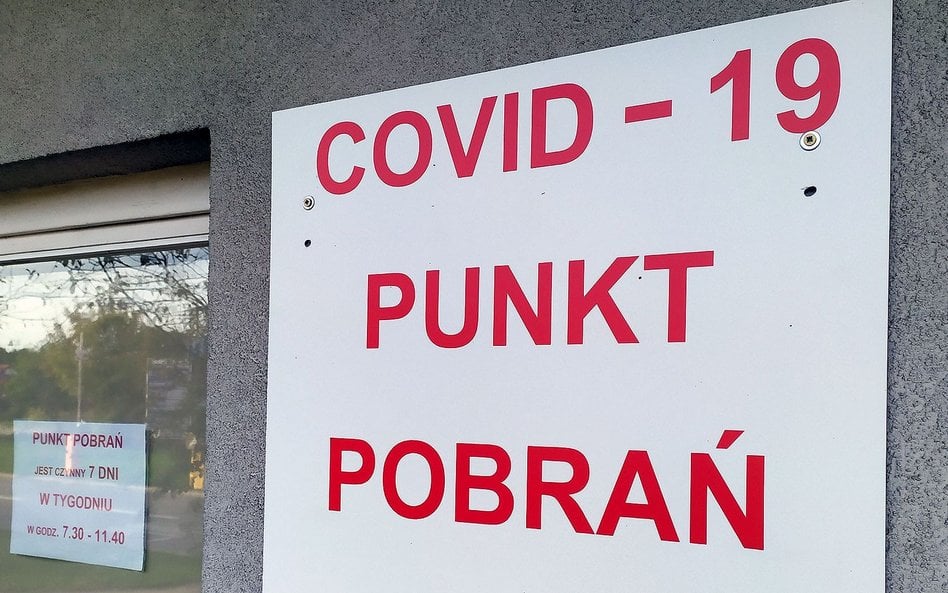 COVID - 19
PUNKT
POBRAŃ
PUNKT POBRAŃ
JEST CZYNNY 7 DNI
W TYGODNIU
W GODZ. 7.30 - 11.40